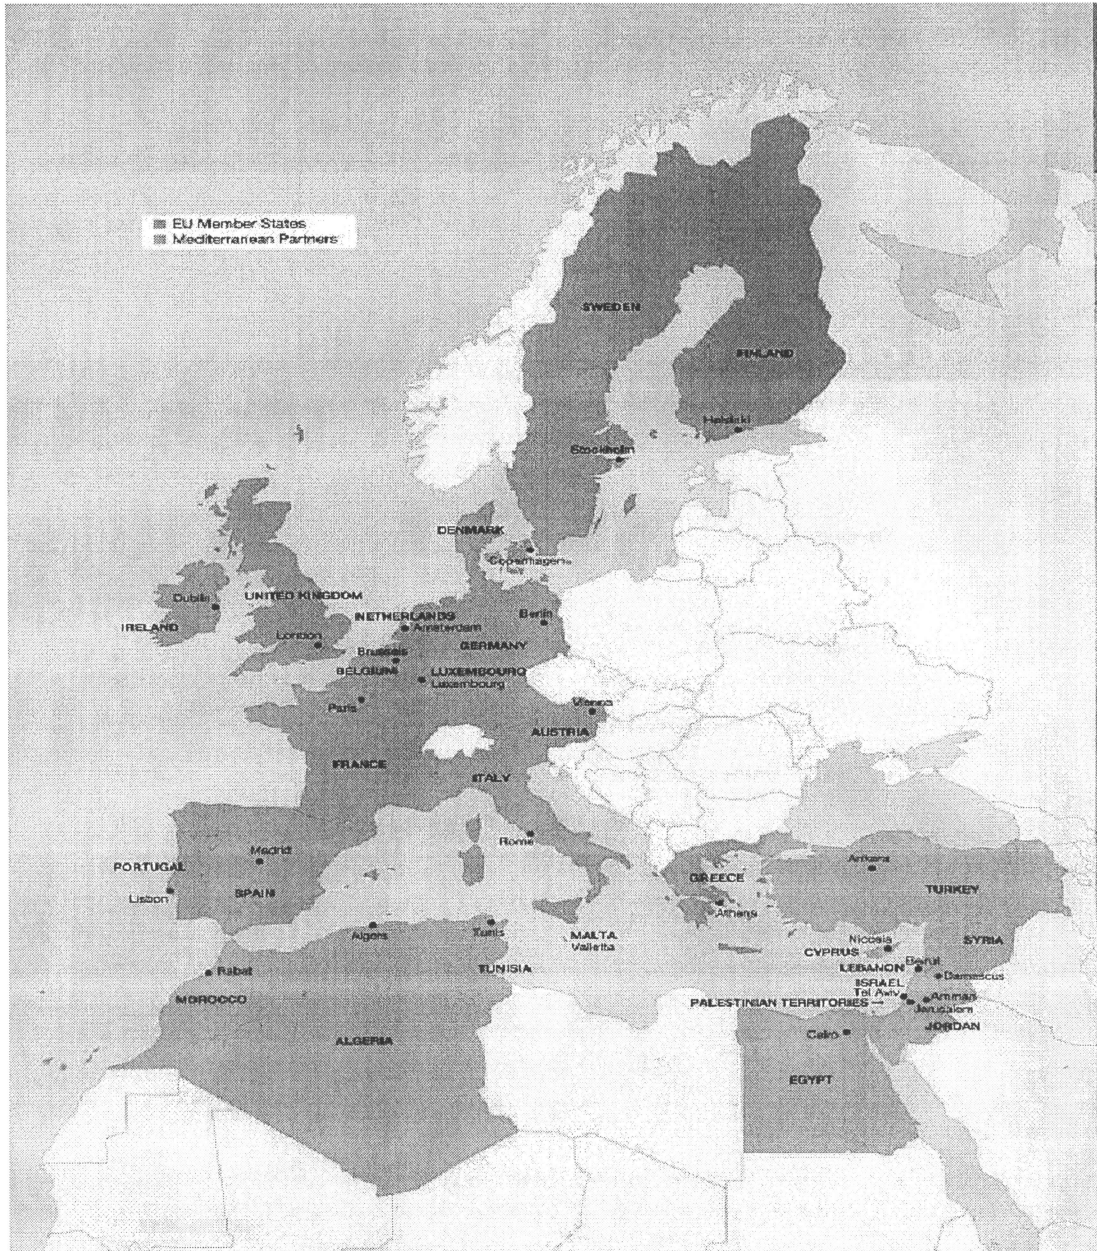 EU Member States
Mediterranean Partners
SWEDEN
FINLAND
Helsinki
Stockholm
DENMARK
Copenhagen
Dublin
UNITED KINGDOM
IRELAND
London
NETHERLANDS
Amsterdam
Berlin
GERMANY
Brussels
BELGIUM
LUXEMBOURG
Luxembourg
Paris
Vienna
AUSTRIA
FRANCE
ITALY
Rome
Madrid
PORTUGAL
SPAIN
Lisbon
GREECE
Athens
Ankara
TURKEY
Algers
Tunis
MALTA
Valletta
Nicosia
CYPRUS
SYRIA
Beirut
LEBANON
Damascus
ISRAEL
Tel Aviv
Amman
PALESTINIAN TERRITORIES →
Jerusalem
JORDAN
Rabat
TUNISIA
MOROCCO
ALGERIA
Cairo
EGYPT